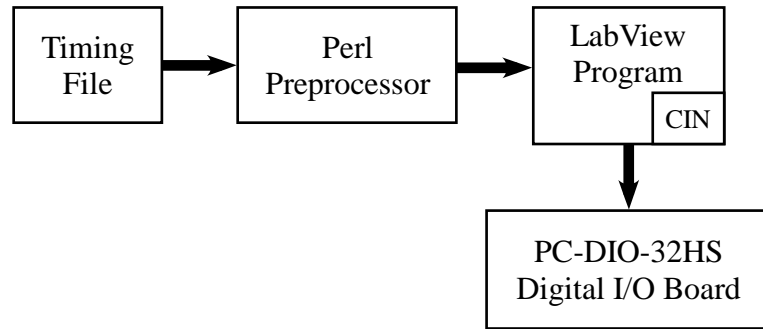 Timing
File
Perl
Preprocessor
LabView
Program
CIN
PC-DIO-32HS
Digital I/O Board